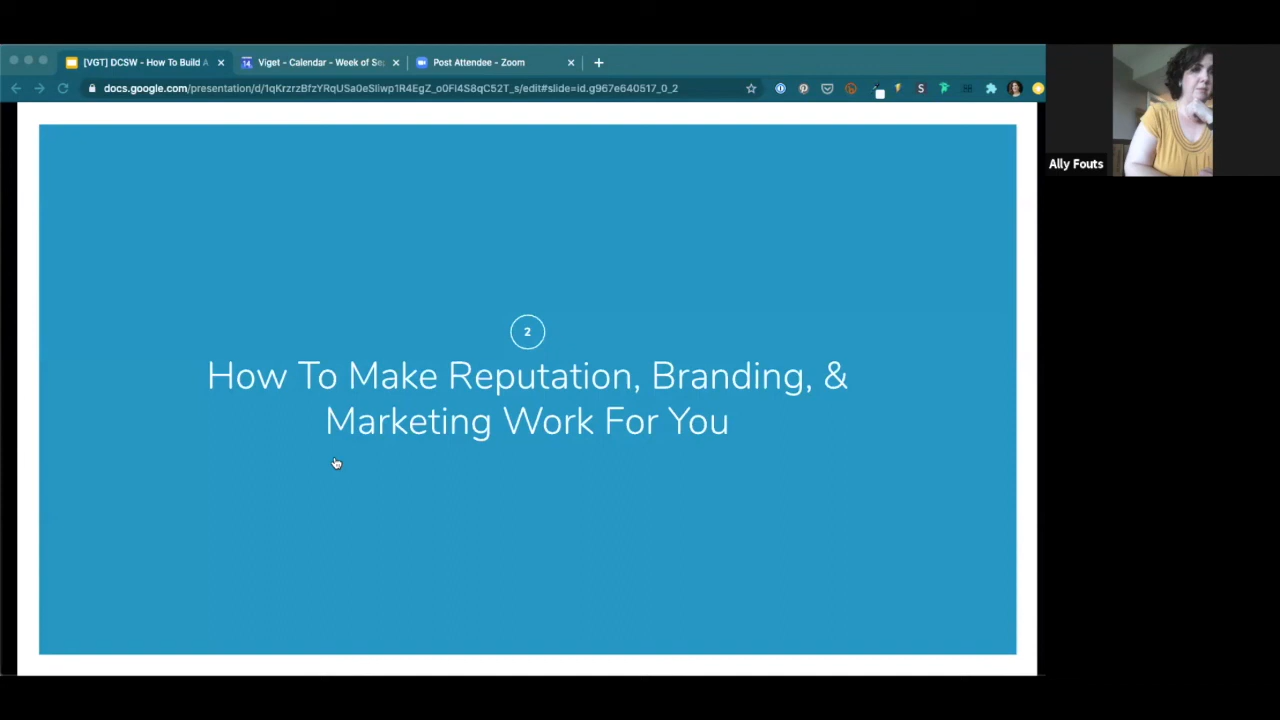 [VGT] DCSW - How To Build A
Viget - Calendar - Week of Se
Post Attendee - Zoom
docs.google.com/presentation/d/1qKrzrzBfzYRqUSa0eSliwp1R4EgZ_o0Fl4S8qC52T_s/edit#slide=id.g967e640517_0_2
Ally Fouts
2
How To Make Reputation, Branding, &
Marketing Work For You